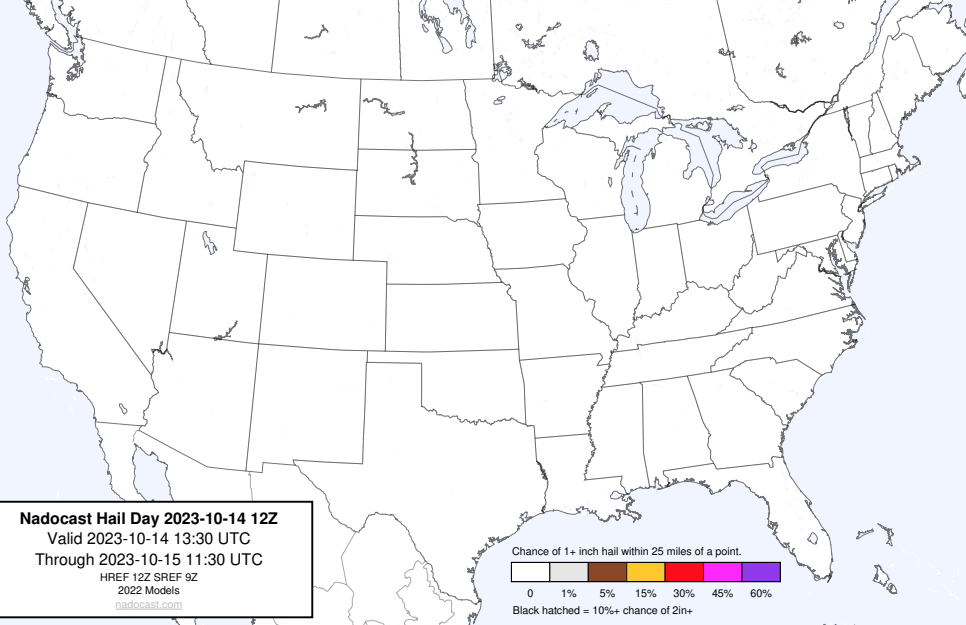 Nadocast Hail Day 2023-10-14 12Z
Valid 2023-10-14 13:30 UTC
Through 2023-10-15 11:30 UTC
HREF 12Z SREF 9Z
2022 Models
nadocast.com
Chance of 1+ inch hail within 25 miles of a point.
0 1% 5% 15% 30% 45% 60%
Black hatched = 10%+ chance of 2in+